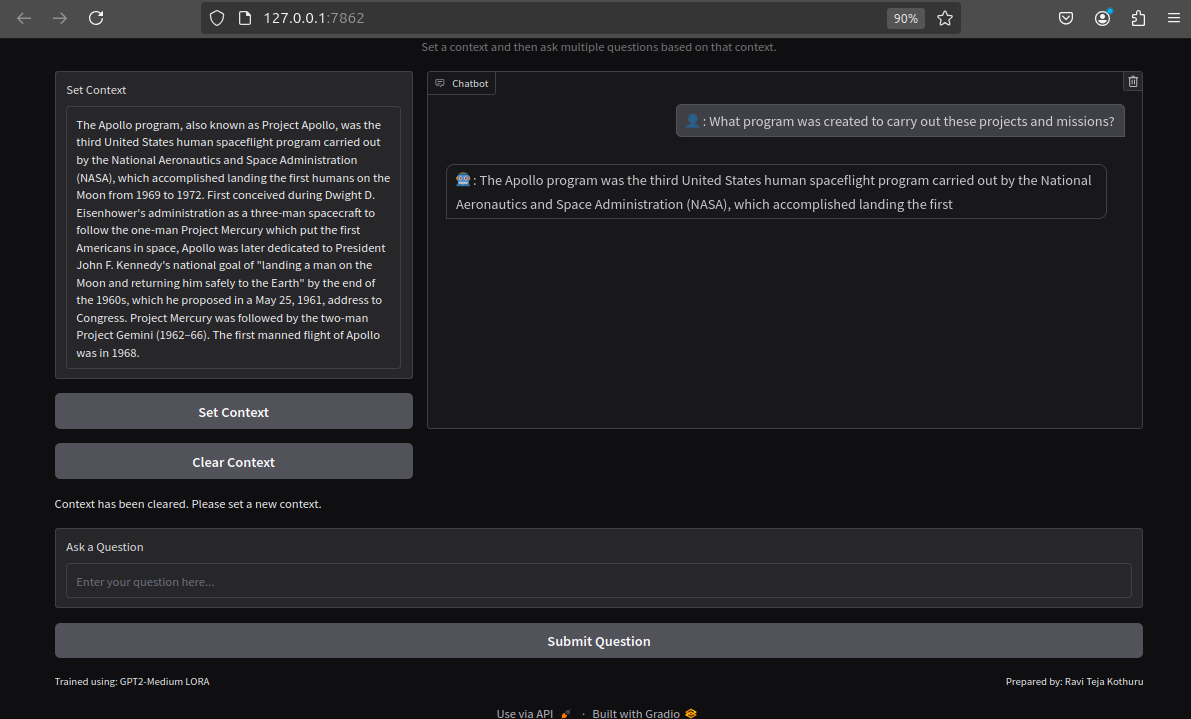 127.0.0.1:7862
90%
Set a context and then ask multiple questions based on that context.
Set Context
The Apollo program, also known as Project Apollo, was the
third United States human spaceflight program carried out
by the National Aeronautics and Space Administration
(NASA), which accomplished landing the first humans on the
Moon from 1969 to 1972. First conceived during Dwight D.
Eisenhower's administration as a three-man spacecraft to
follow the one-man Project Mercury which put the first
Americans in space, Apollo was later dedicated to President
John F. Kennedy's national goal of "landing a man on the
Moon and returning him safely to the Earth" by the end of
the 1960s, which he proposed in a May 25, 1961, address to
Congress. Project Mercury was followed by the two-man
Project Gemini (1962–66). The first manned flight of Apollo
was in 1968.
Set Context
Clear Context
Context has been cleared. Please set a new context.
Chatbot
👤 : What program was created to carry out these projects and missions?
🤖 : The Apollo program was the third United States human spaceflight program carried out by the National
Aeronautics and Space Administration (NASA), which accomplished landing the first
Ask a Question
Enter your question here...
Submit Question
Trained using: GPT2-Medium LORA
Prepared by: Ravi Teja Kothuru
Use via API 🚀 · Built with Gradio